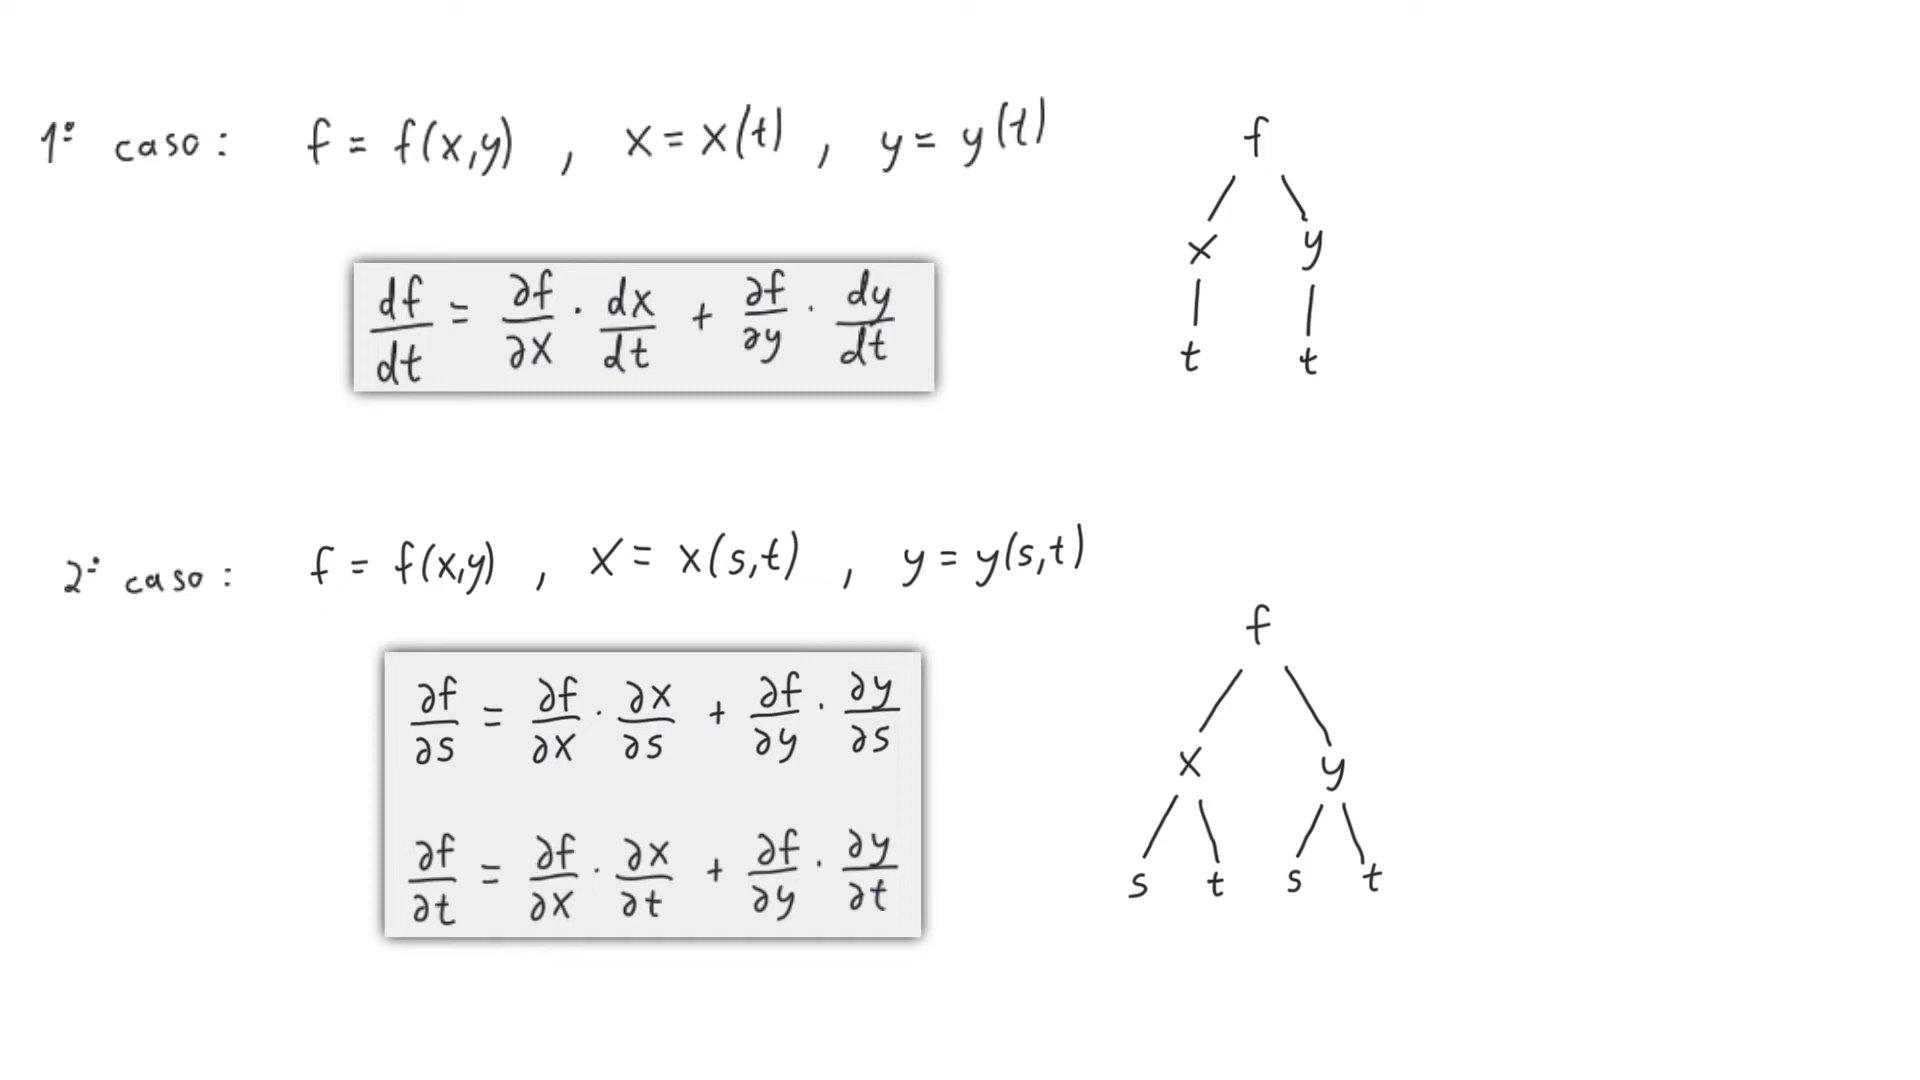 1º caso: f = f(x,y) , x = x(t) , y = y(t)
df/dt = ∂f/∂x · dx/dt + ∂f/∂y · dy/dt
f
x y
t t
2º caso: f = f(x,y) , x = x(s,t) , y = y(s,t)
∂f/∂s = ∂f/∂x · ∂x/∂s + ∂f/∂y · ∂y/∂s
∂f/∂t = ∂f/∂x · ∂x/∂t + ∂f/∂y · ∂y/∂t
f
x y
s t s t